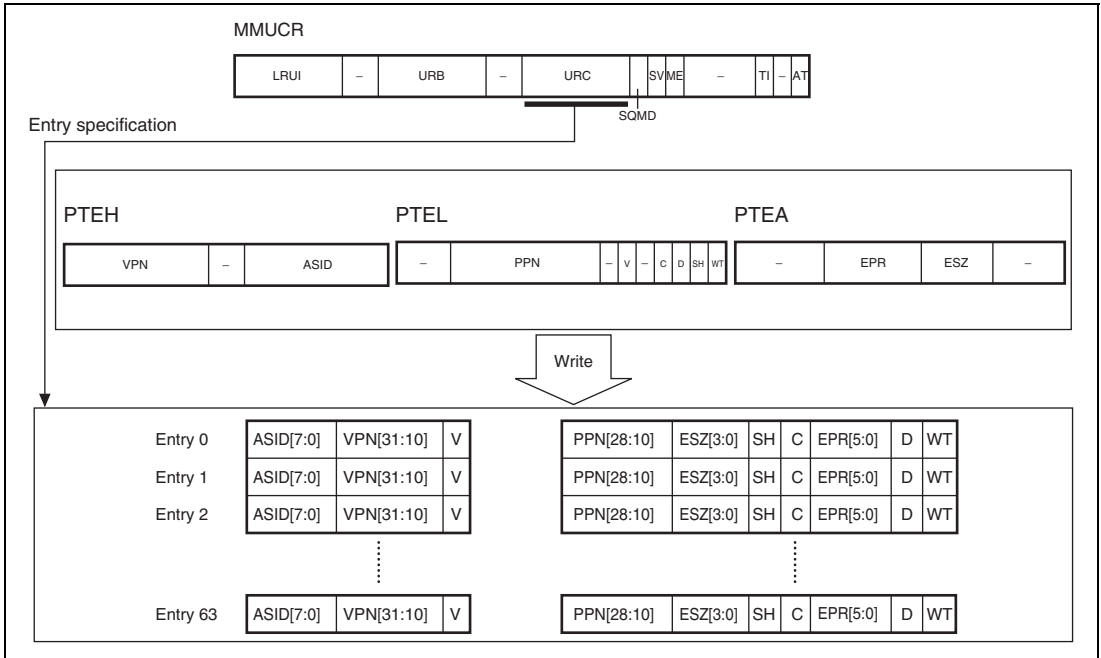 MMUCR
LRUI – URB – URC SV ME – TI – AT
SQMD
Entry specification
PTEH PTEL PTEA
VPN – ASID – PPN – V – C D SH WT – EPR ESZ –
Write
Entry 0 ASID[7:0] VPN[31:10] V PPN[28:10] ESZ[3:0] SH C EPR[5:0] D WT
Entry 1 ASID[7:0] VPN[31:10] V PPN[28:10] ESZ[3:0] SH C EPR[5:0] D WT
Entry 2 ASID[7:0] VPN[31:10] V PPN[28:10] ESZ[3:0] SH C EPR[5:0] D WT
Entry 63 ASID[7:0] VPN[31:10] V PPN[28:10] ESZ[3:0] SH C EPR[5:0] D WT